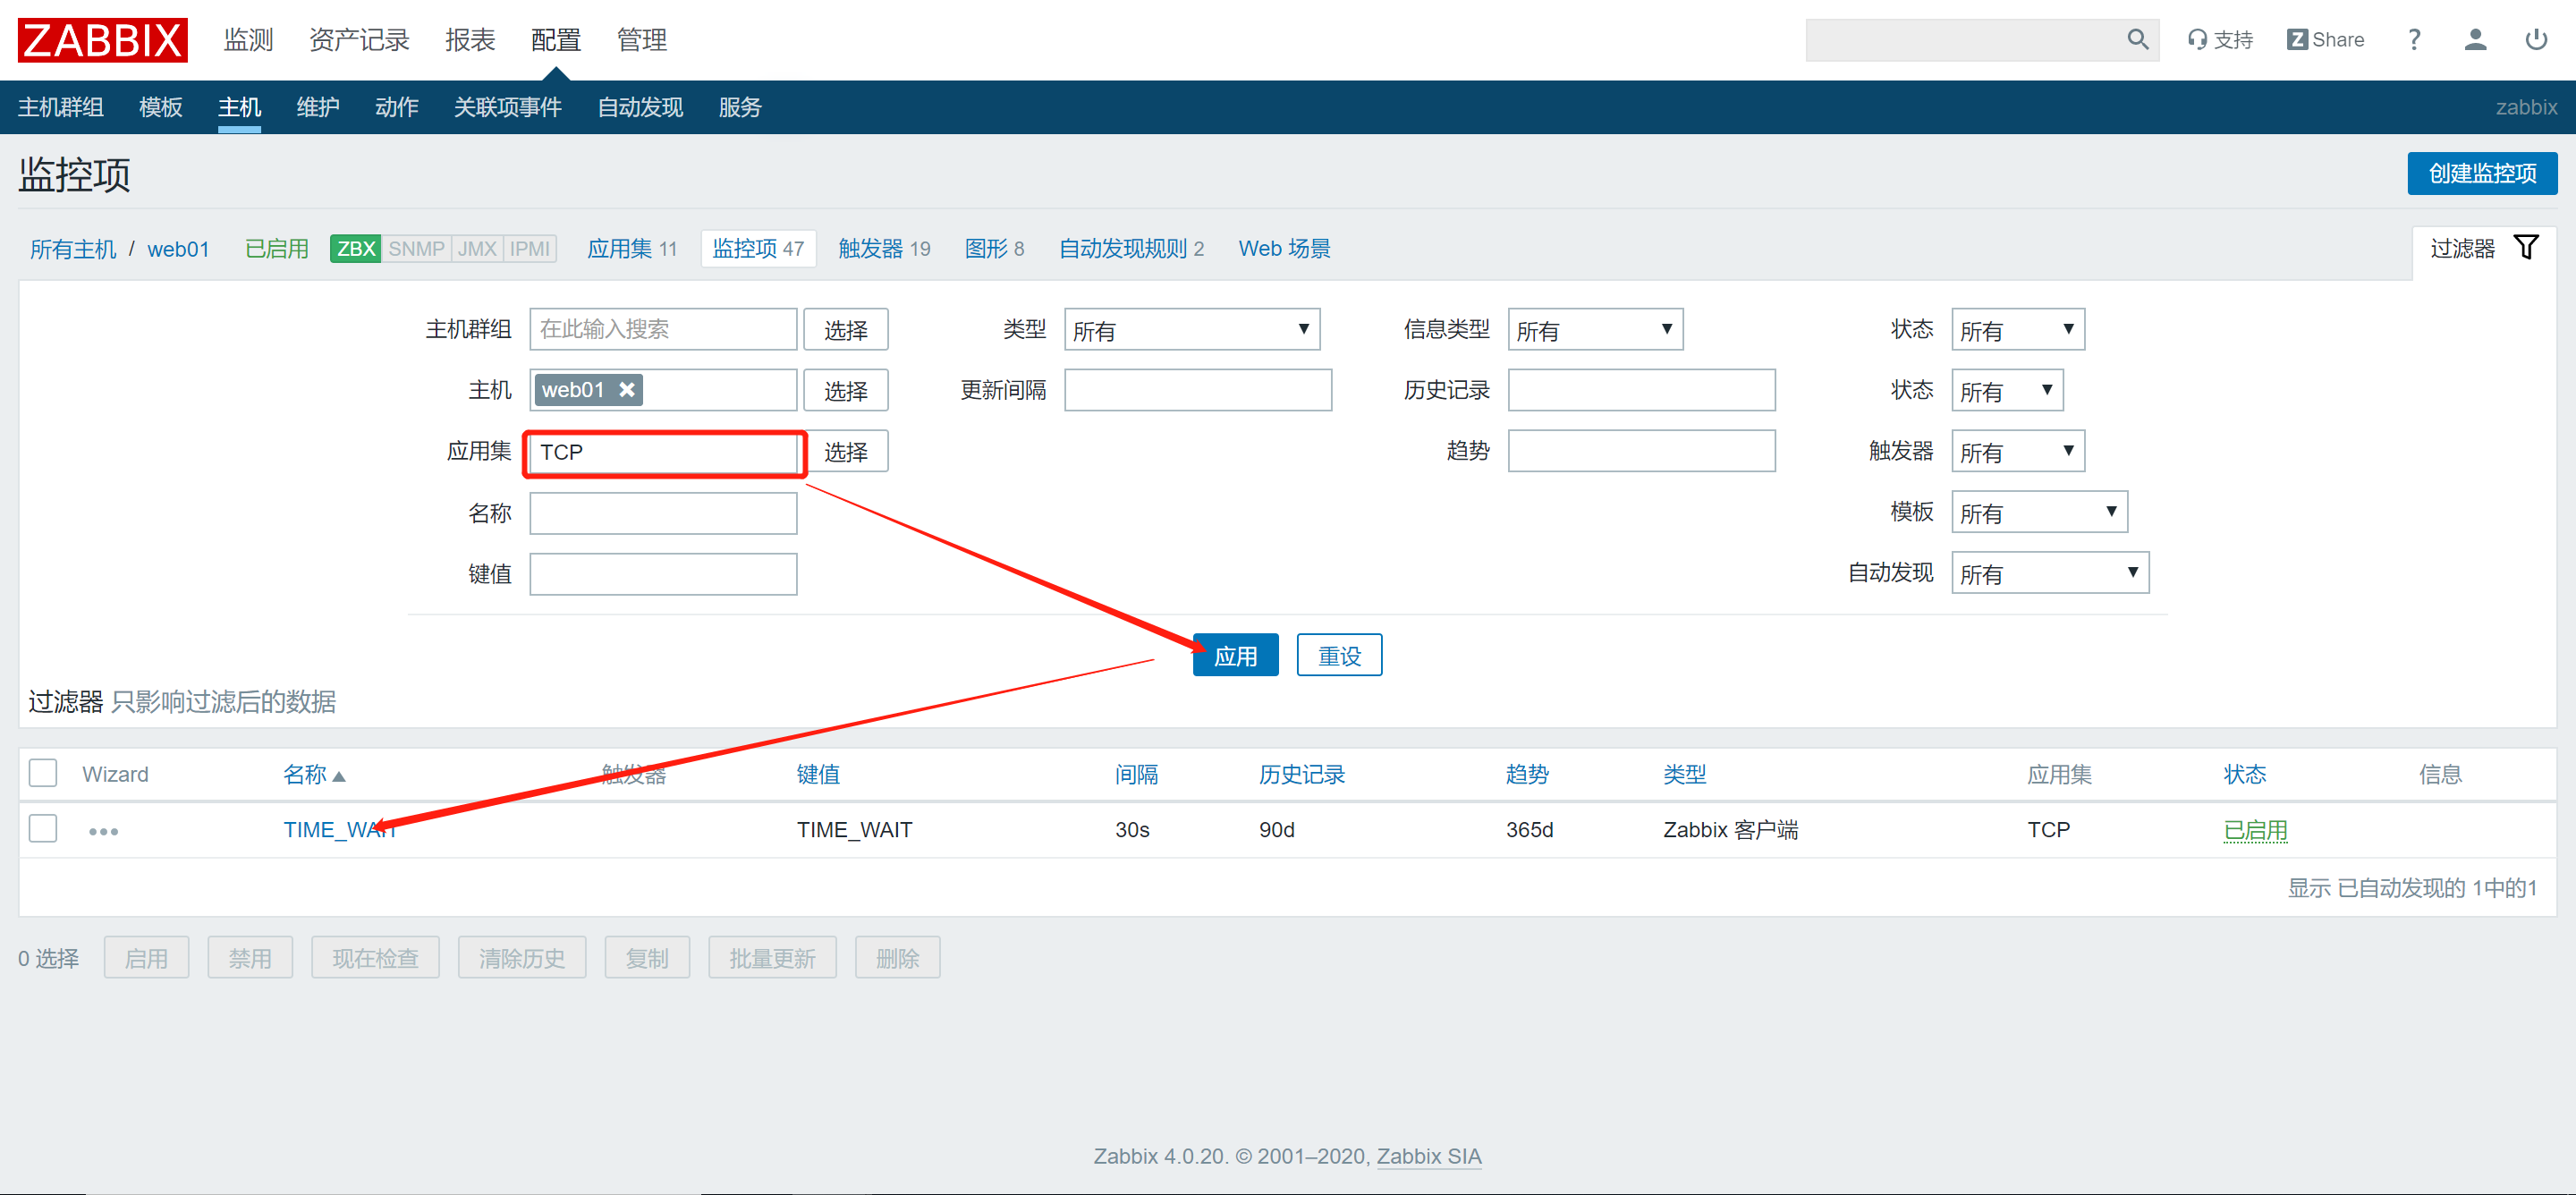 ZABBIX 监测 资产记录 报表 配置 管理 支持 Z Share ?
主机群组 模板 主机 维护 动作 关联项事件 自动发现 服务 zabbix
监控项 创建监控项
所有主机 / web01 已启用 ZBX SNMP JMX IPMI 应用集 11 监控项 47 触发器 19 图形 8 自动发现规则 2 Web 场景 过滤器
主机群组 在此输入搜索 选择 类型 所有 信息类型 所有 状态 所有
主机 web01 选择 更新间隔 历史记录 状态 所有
应用集 TCP 选择 趋势 触发器 所有
名称 模板 所有
键值 自动发现 所有
应用 重设
过滤器 只影响过滤后的数据
Wizard 名称 触发器 键值 间隔 历史记录 趋势 类型 应用集 状态 信息
TIME_WAIT TIME_WAIT 30s 90d 365d Zabbix 客户端 TCP 已启用
显示 已自动发现的 1中的1
0 选择 启用 禁用 现在检查 清除历史 复制 批量更新 删除
Zabbix 4.0.20. © 2001–2020, Zabbix SIA